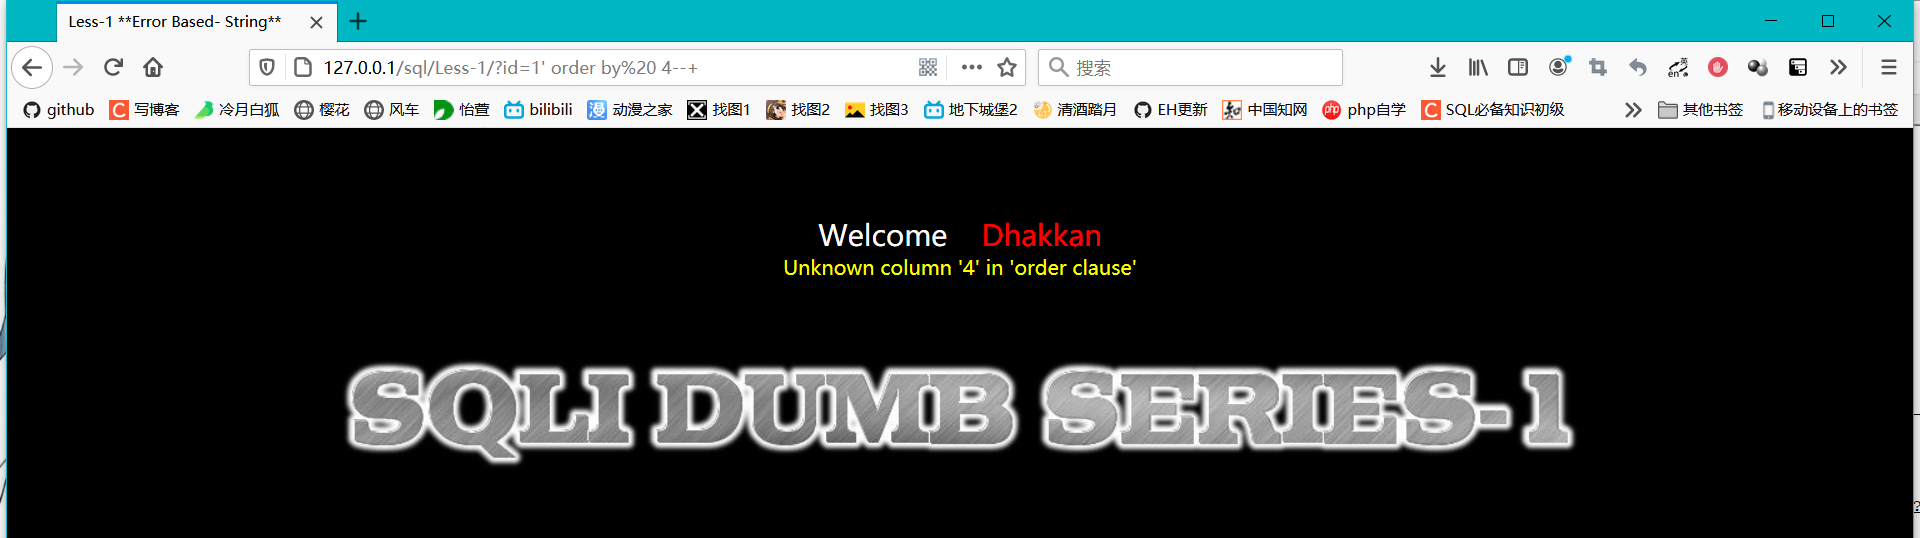 Less-1 **Error Based- String**
127.0.0.1/sql/Less-1/?id=1' order by%20 4--+
搜索
github 写博客 冷月白狐 樱花 风车 怡萱 bilibili 动漫之家 找图1 找图2 找图3 地下城堡2 清酒踏月 EH更新 中国知网 php自学 SQL必备知识初级 其他书签 移动设备上的书签
Welcome Dhakkan
Unknown column '4' in 'order clause'
SQLI DUMB SERIES-1